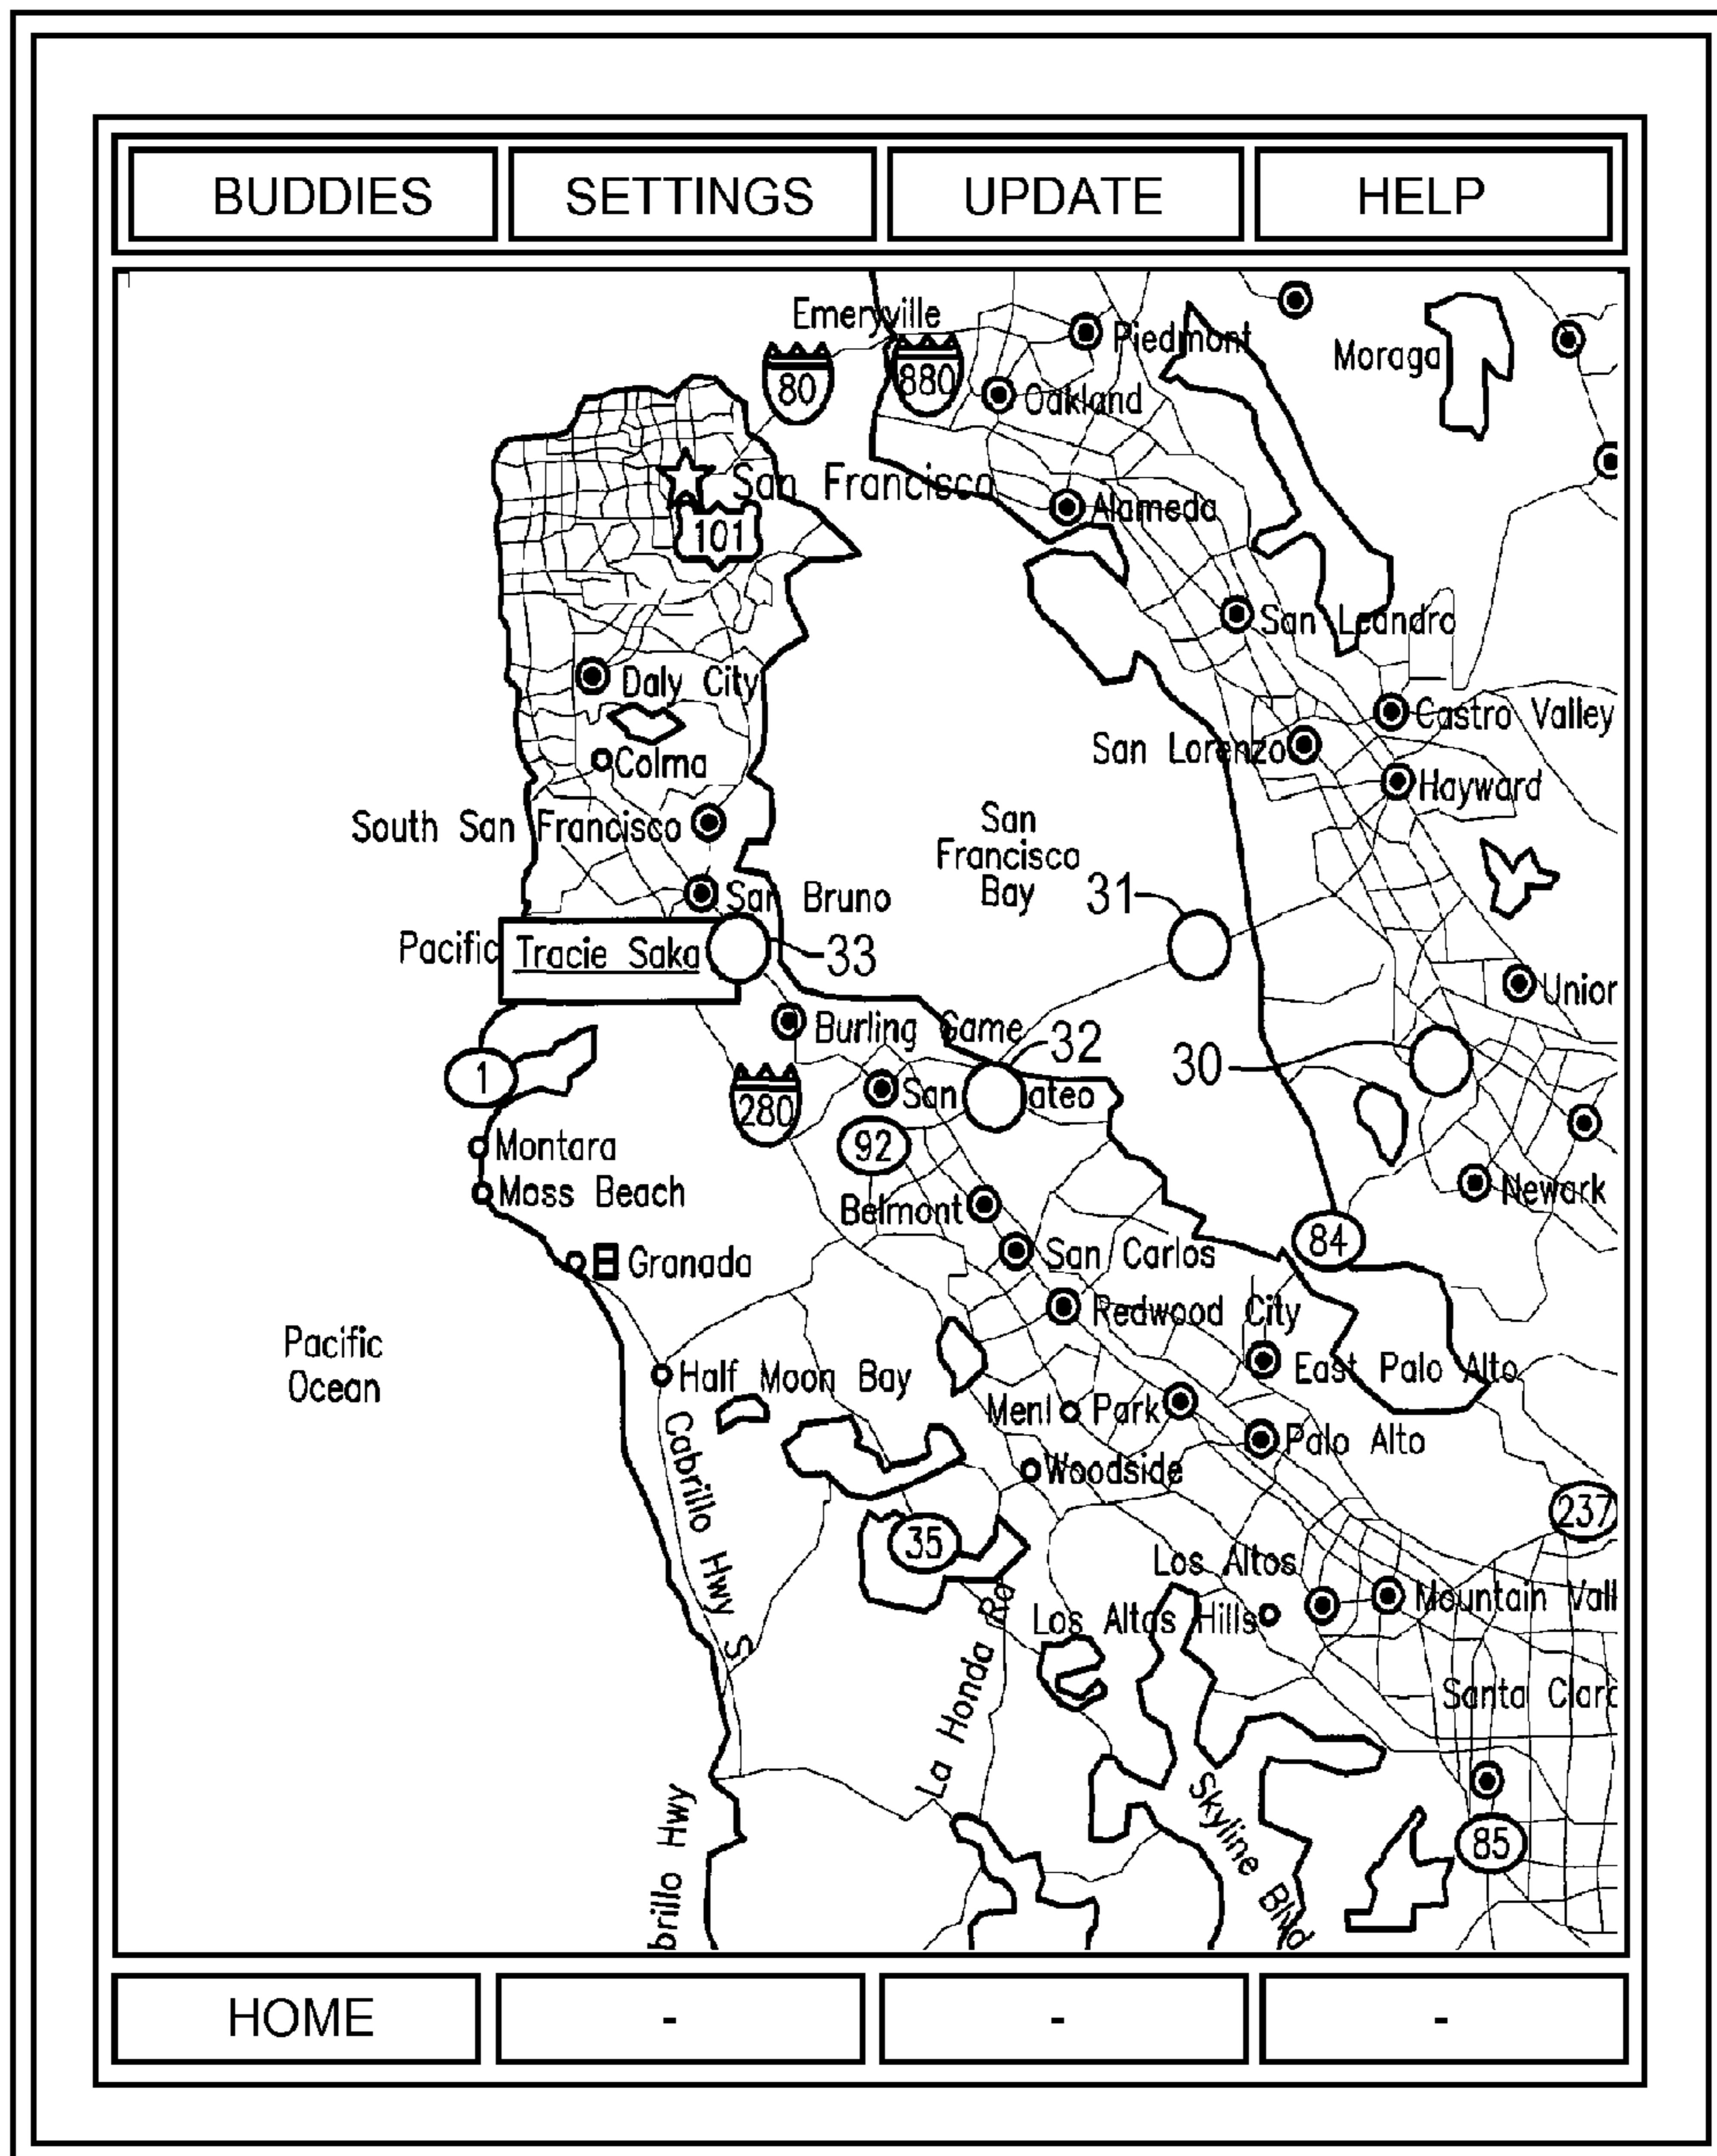 BUDDIES
SETTINGS
UPDATE
HELP
Emeryville
Piedmont
Moraga
80
880
Oakland
San Francisco
101
Alameda
San Leandro
Daly City
Castro Valley
San Lorenzo
Colma
Hayward
South San Francisco
San
Francisco
Bay
31
San Bruno
Pacific
Tracie Saka
33
Unior
Burling Game
32
30
1
280
San ateo
92
Montara
Moss Beach
Newark
Belmont
84
San Carlos
Granada
Redwood City
Pacific
Ocean
East Palo Alto
Half Moon Bay
Menl Park
Palo Alto
Woodside
Cabrillo Hwy S
237
35
Los Altos
Mountain Vall
Los Altos Hills
La Honda Rd
Santa Clarc
Skyline Blvd
85
brillo Hwy
HOME
-
-
-